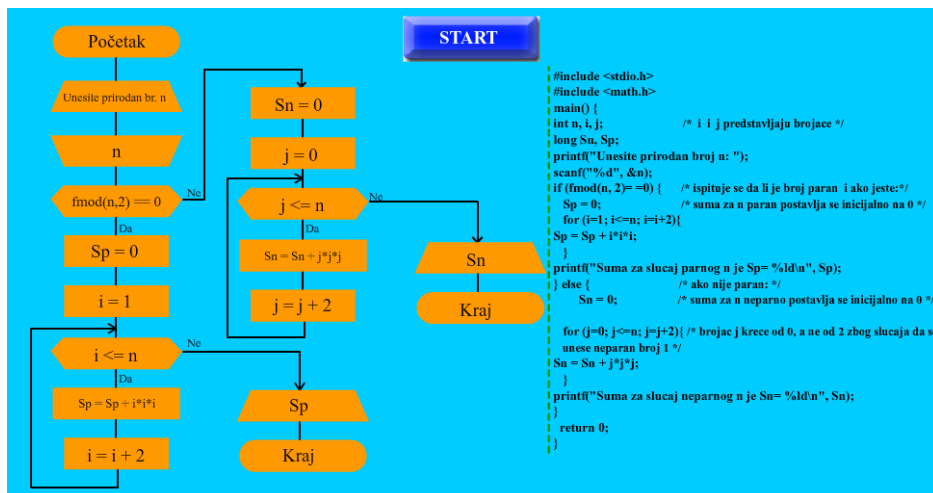 START
Početak
Unesite prirodan br. n
n
fmod(n,2) == 0
Ne
Da
Sp = 0
i = 1
i <= n
Ne
Da
Sp = Sp + i*i*i
i = i + 2
Sn = 0
j = 0
j <= n
Ne
Da
Sn = Sn + j*j*j
j = j + 2
Sn
Kraj
Sp
Kraj
#include <stdio.h>
#include <math.h>
main() {
int n, i, j; /* i i j predstavljaju brojace */
long Sn, Sp;
printf("Unesite prirodan broj n: ");
scanf("%d", &n);
if (fmod(n, 2)= =0) { /* ispituje se da li je broj paran i ako jeste:*/
Sp = 0; /* suma za n paran postavlja se inicijalno na 0 */
for (i=1; i<=n; i=i+2){
Sp = Sp + i*i*i;
}
printf("Suma za slucaj parnog n je Sp= %ld\n", Sp);
} else { /* ako nije paran: */
Sn = 0; /* suma za n neparno postavlja se inicijalno na 0 */
for (j=0; j<=n; j=j+2){ /* brojac j krece od 0, a ne od 2 zbog slucaja da s
unese neparan broj 1 */
Sn = Sn + j*j*j;
}
printf("Suma za slucaj neparnog n je Sn= %ld\n", Sn);
}
return 0;
}